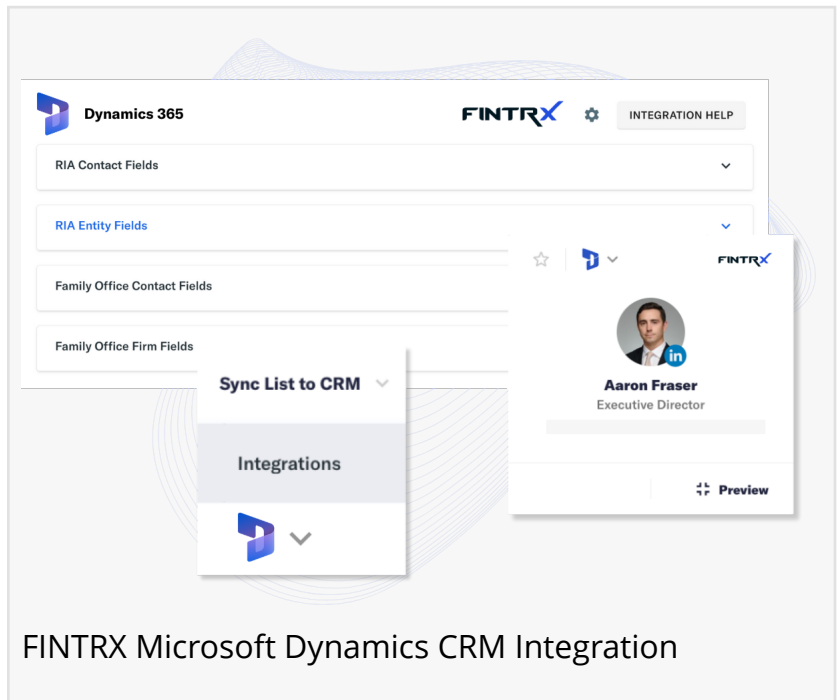 Dynamics 365
FINTRX
INTEGRATION HELP
RIA Contact Fields
RIA Entity Fields
Family Office Contact Fields
Family Office Firm Fields
FINTRX
in
Aaron Fraser
Executive Director
Preview
Sync List to CRM
Integrations
FINTRX Microsoft Dynamics CRM Integration